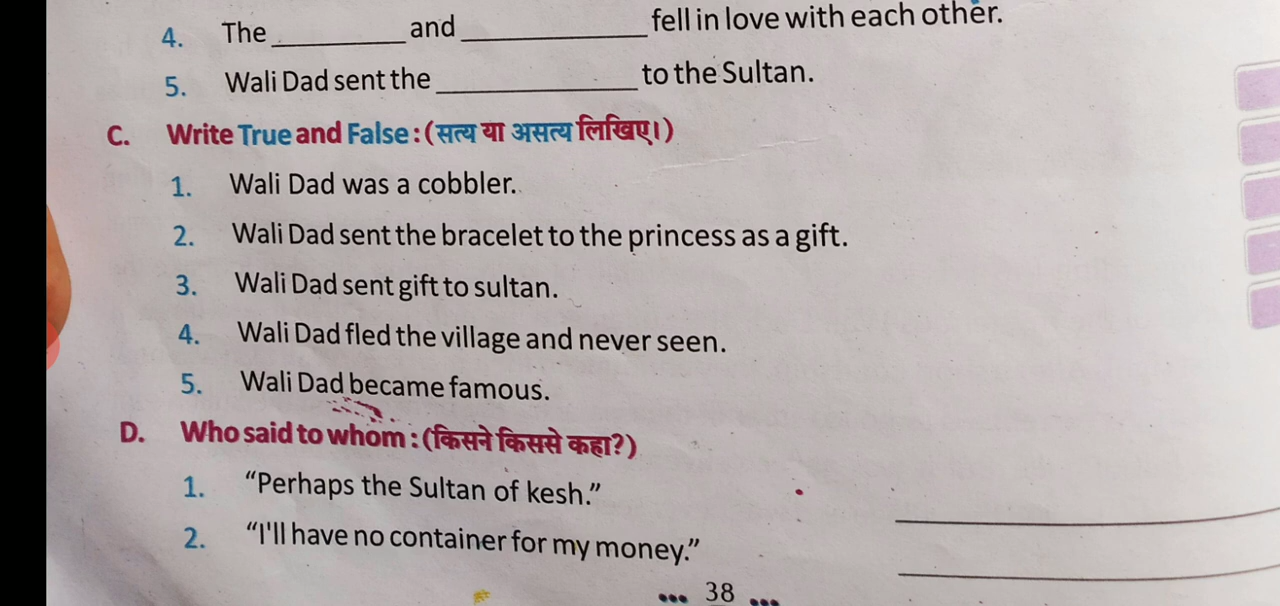 4. The __________ and ______________ fell in love with each other.
5. Wali Dad sent the _______________ to the Sultan.
C. Write True and False : (सत्य या असत्य लिखिए।)
1. Wali Dad was a cobbler.
2. Wali Dad sent the bracelet to the princess as a gift.
3. Wali Dad sent gift to sultan.
4. Wali Dad fled the village and never seen.
5. Wali Dad became famous.
D. Who said to whom : (किसने किससे कहा?)
1. “Perhaps the Sultan of kesh.”
2. “I'll have no container for my money.”
••• 38 •••